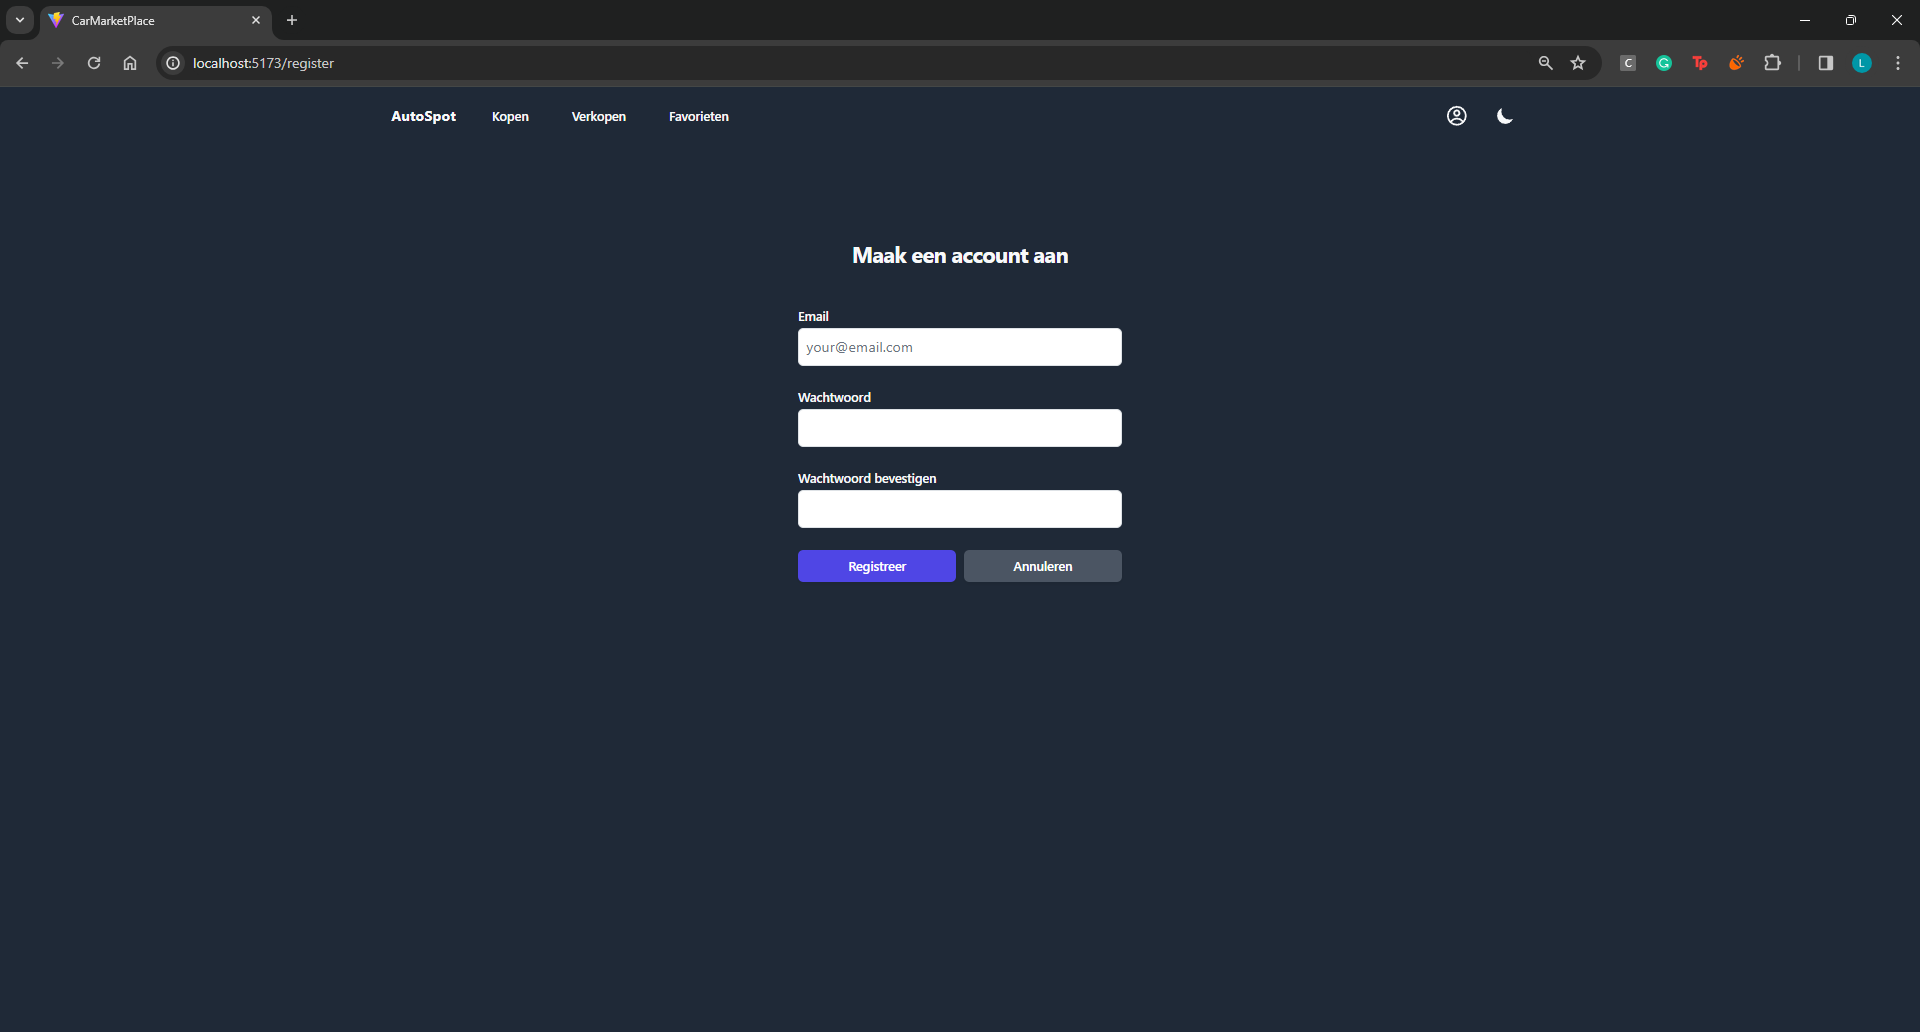 CarMarketPlace
localhost:5173/register
C
G
Tp
L
AutoSpot Kopen Verkopen Favorieten
Maak een account aan
Email
your@email.com
Wachtwoord
Wachtwoord bevestigen
Registreer Annuleren